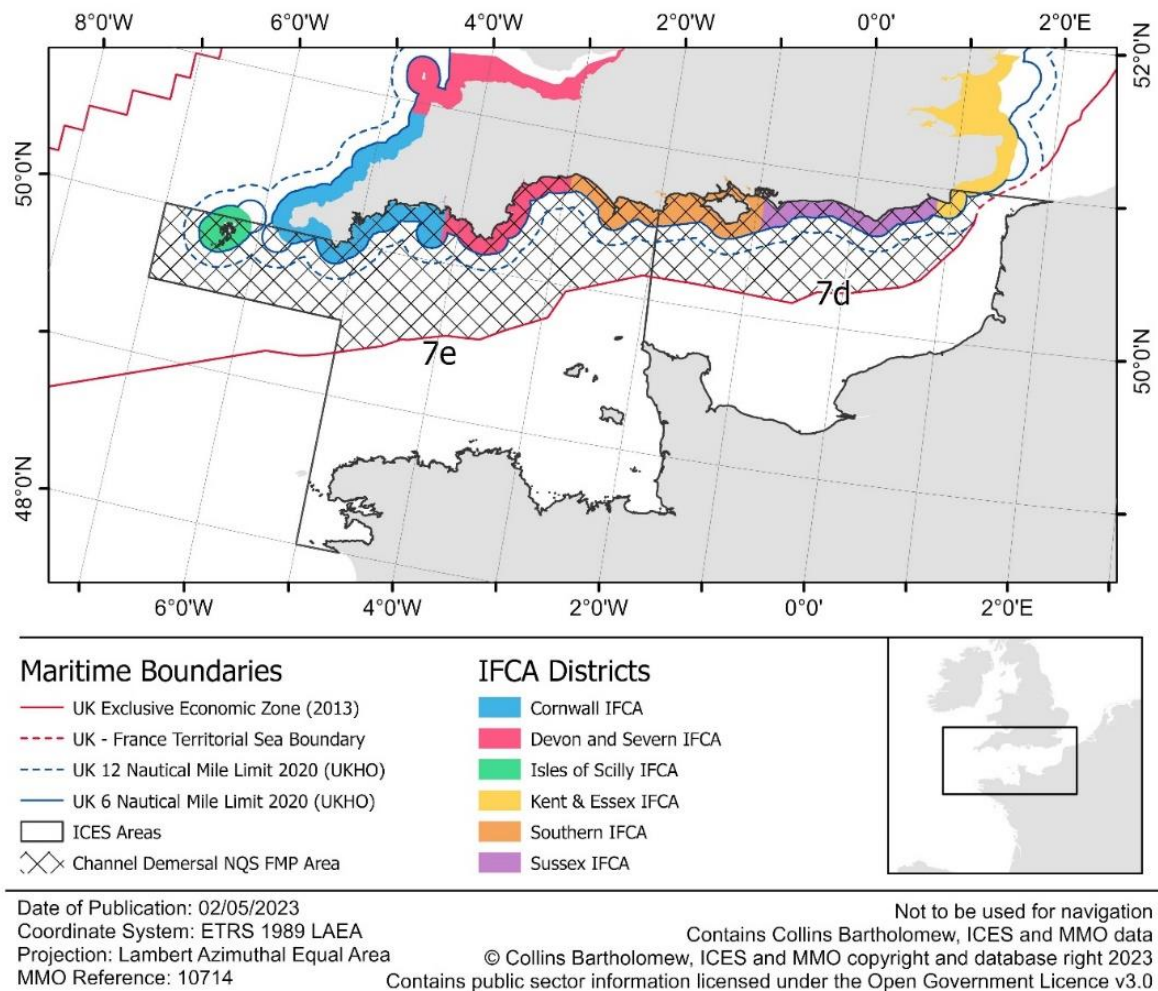 8°0'W 6°0'W 4°0'W 2°0'W 0°0' 2°0'E
52°0'N
50°0'N
7d
7e
50°0'N
48°0'N
6°0'W 4°0'W 2°0'W 0°0' 2°0'E
Maritime Boundaries
UK Exclusive Economic Zone (2013)
UK - France Territorial Sea Boundary
UK 12 Nautical Mile Limit 2020 (UKHO)
UK 6 Nautical Mile Limit 2020 (UKHO)
ICES Areas
Channel Demersal NQS FMP Area
IFCA Districts
Cornwall IFCA
Devon and Severn IFCA
Isles of Scilly IFCA
Kent & Essex IFCA
Southern IFCA
Sussex IFCA
Date of Publication: 02/05/2023
Coordinate System: ETRS 1989 LAEA
Projection: Lambert Azimuthal Equal Area
MMO Reference: 10714
Not to be used for navigation
Contains Collins Bartholomew, ICES and MMO data
© Collins Bartholomew, ICES and MMO copyright and database right 2023
Contains public sector information licensed under the Open Government Licence v3.0